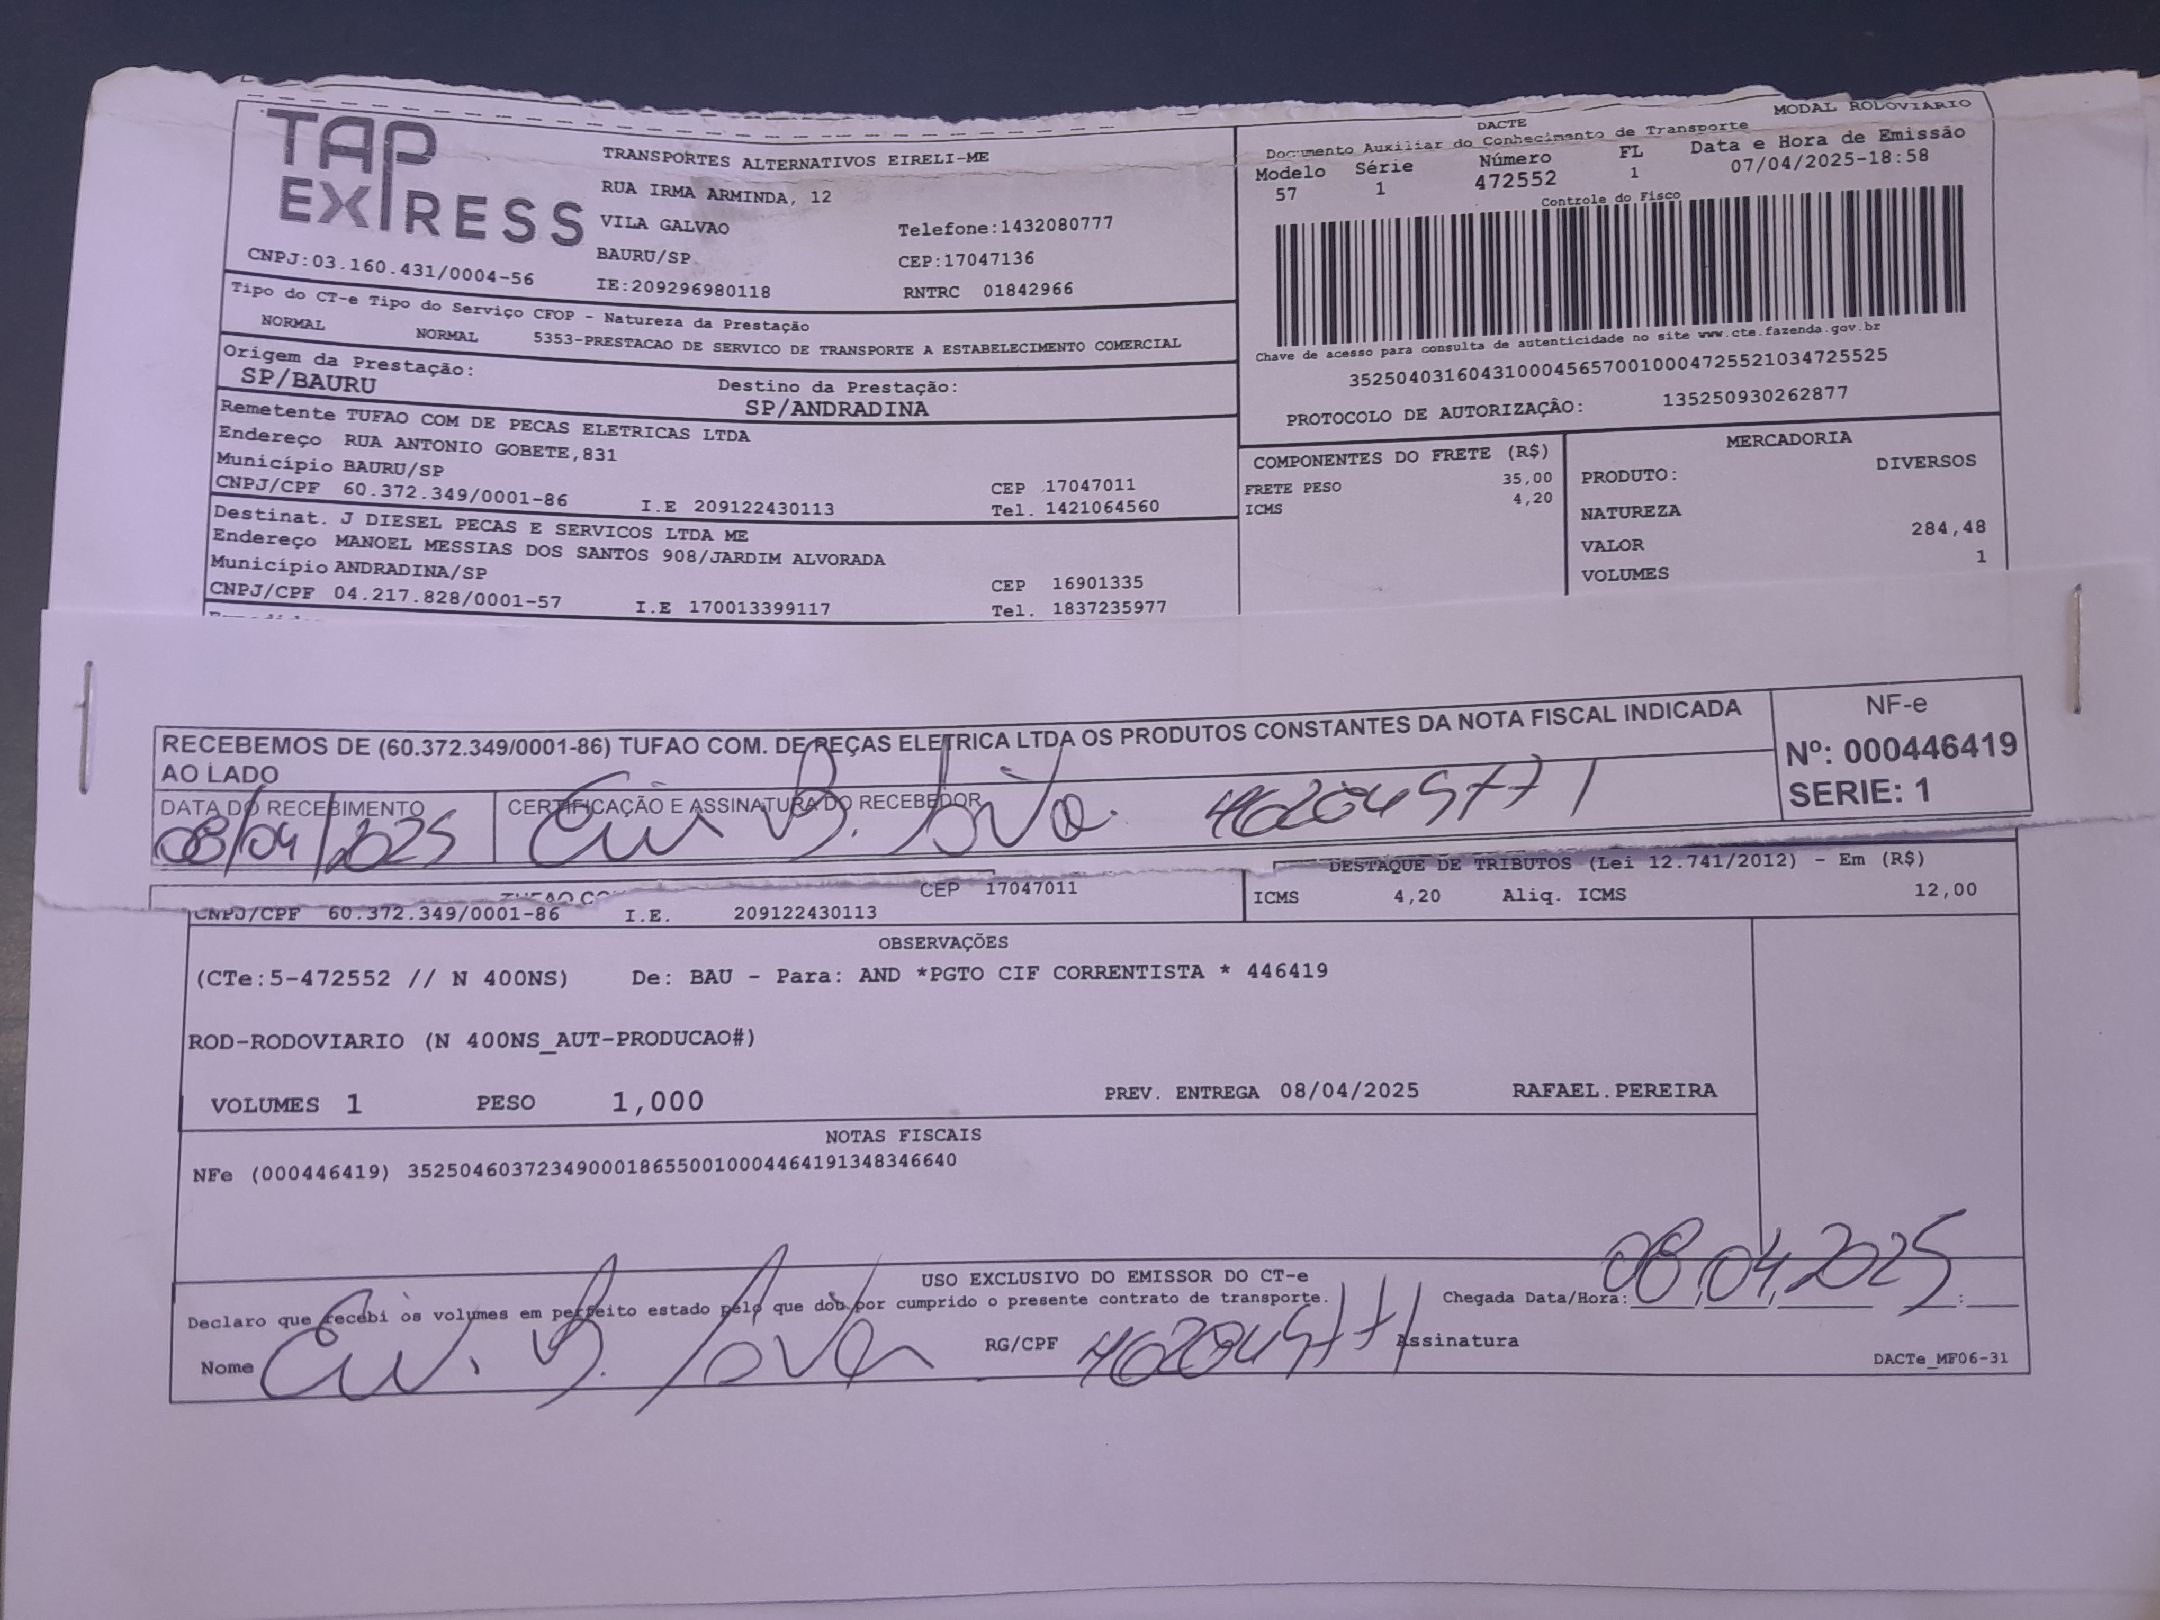 TAP EXPRESS
TRANSPORTES ALTERNATIVOS EIRELI-ME
RUA IRMA ARMINDA, 12
VILA GALVAO Telefone:1432080777
BAURU/SP CEP:17047136
CNPJ:03.160.431/0004-56 IE:209296980118 RNTRC 01842966
Tipo do CT-e Tipo do Serviço CFOP - Natureza da Prestação
NORMAL NORMAL 5353-PRESTACAO DE SERVICO DE TRANSPORTE A ESTABELECIMENTO COMERCIAL
Origem da Prestação: Destino da Prestação:
SP/BAURU SP/ANDRADINA
Remetente TUFAO COM DE PECAS ELETRICAS LTDA
Endereço RUA ANTONIO GOBETE,831
Município BAURU/SP CEP 17047011
CNPJ/CPF 60.372.349/0001-86 I.E 209122430113 Tel. 1421064560
Destinat. J DIESEL PECAS E SERVICOS LTDA ME
Endereço MANOEL MESSIAS DOS SANTOS 908/JARDIM ALVORADA
Município ANDRADINA/SP CEP 16901335
CNPJ/CPF 04.217.828/0001-57 I.E 170013399117 Tel. 1837235977
DACTE MODAL RODOVIARIO
Documento Auxiliar do Conhecimento de Transporte
Modelo Série Número FL Data e Hora de Emissão
57 1 472552 1 07/04/2025-18:58
Controle do Fisco
Chave de acesso para consulta de autenticidade no site www.cte.fazenda.gov.br
35250403160431000456570010004725521034725525
PROTOCOLO DE AUTORIZAÇÂO: 135250930262877
COMPONENTES DO FRETE (R$)
FRETE PESO 35,00
ICMS 4,20
MERCADORIA
PRODUTO: DIVERSOS
NATUREZA
VALOR 284,48
VOLUMES 1
RECEBEMOS DE (60.372.349/0001-86) TUFAO COM. DE PEÇAS ELETRICA LTDA OS PRODUTOS CONSTANTES DA NOTA FISCAL INDICADA
AO LADO
DATA DO RECEBIMENTO CERTIFICAÇÃO E ASSINATURA DO RECEBEDOR
08/04/2025
NF-e
Nº: 000446419
SERIE: 1
CEP 17047011
CNPJ/CPF 60.372.349/0001-86 I.E. 209122430113
DESTAQUE DE TRIBUTOS (Lei 12.741/2012) - Em (R$)
ICMS 4,20 Aliq. ICMS 12,00
OBSERVAÇÕES
(CTe:5-472552 // N 400NS) De: BAU - Para: AND *PGTO CIF CORRENTISTA * 446419
ROD-RODOVIARIO (N 400NS_AUT-PRODUCAO#)
VOLUMES 1 PESO 1,000 PREV. ENTREGA 08/04/2025 RAFAEL.PEREIRA
NOTAS FISCAIS
NFe (000446419) 35250460372349000186550010004464191348346640
USO EXCLUSIVO DO EMISSOR DO CT-e
Declaro que recebi os volumes em perfeito estado pelo que dou por cumprido o presente contrato de transporte. Chegada Data/Hora: 08,04,2025 :
Nome RG/CPF Assinatura
DACTe_MF06-31